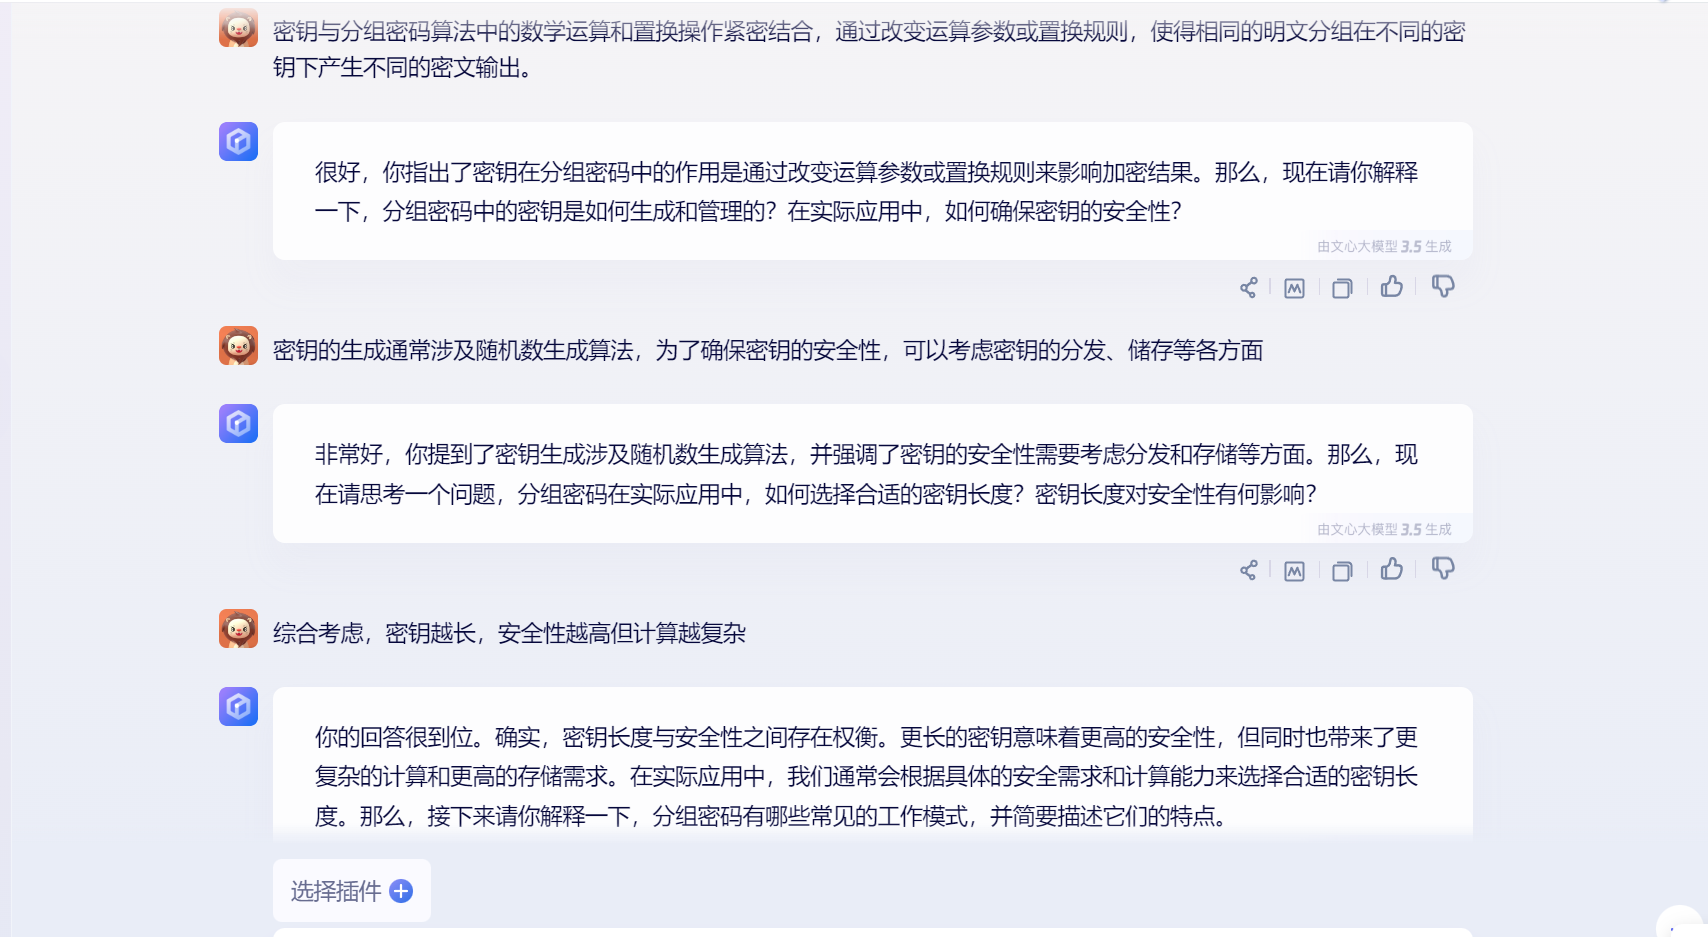 密钥与分组密码算法中的数学运算和置换操作紧密结合，通过改变运算参数或置换规则，使得相同的明文分组在不同的密
钥下产生不同的密文输出。
很好，你指出了密钥在分组密码中的作用是通过改变运算参数或置换规则来影响加密结果。那么，现在请你解释
一下，分组密码中的密钥是如何生成和管理的？在实际应用中，如何确保密钥的安全性？
由文心大模型 3.5 生成
密钥的生成通常涉及随机数生成算法，为了确保密钥的安全性，可以考虑密钥的分发、储存等各方面
非常好，你提到了密钥生成涉及随机数生成算法，并强调了密钥的安全性需要考虑分发和存储等方面。那么，现
在请思考一个问题，分组密码在实际应用中，如何选择合适的密钥长度？密钥长度对安全性有何影响？
由文心大模型 3.5 生成
综合考虑，密钥越长，安全性越高但计算越复杂
你的回答很到位。确实，密钥长度与安全性之间存在权衡。更长的密钥意味着更高的安全性，但同时也带来了更
复杂的计算和更高的存储需求。在实际应用中，我们通常会根据具体的安全需求和计算能力来选择合适的密钥长
度。那么，接下来请你解释一下，分组密码有哪些常见的工作模式，并简要描述它们的特点。
选择插件